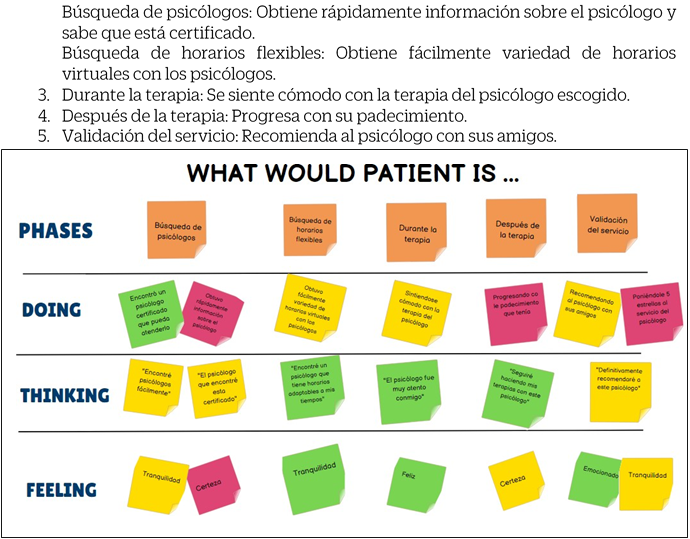 Búsqueda de psicólogos: Obtiene rápidamente información sobre el psicólogo y
sabe que está certificado.
Búsqueda de horarios flexibles: Obtiene fácilmente variedad de horarios
virtuales con los psicólogos.
3. Durante la terapia: Se siente cómodo con la terapia del psicólogo escogido.
4. Después de la terapia: Progresa con su padecimiento.
5. Validación del servicio: Recomienda al psicólogo con sus amigos.
WHAT WOULD PATIENT IS ...
PHASES
Búsqueda de
psicólogos
Búsqueda de
horarios
flexibles
Durante la
terapia
Después de
la terapia
Validación
del servicio
DOING
Encontró un
psicólogo
certificado
que pueda
atenderla
Obtuvo
rápidamente
información
sobre el
psicólogo
Obtuvo
fácilmente
variedad de
horarios virtuales
con los
psicólogos
Sintiendose
cómodo con la
terapia del
psicólogo
Progresando co
le padecimiento
que tenía
Recomendando
al psicólogo con
sus amigos
Poniéndole 5
estrellas al
servicio del
psicólogo
THINKING
"Encontré
psicólogos
fácilmente"
"El psicólogo
que encontré
esta
certificado"
"Encontré un
psicólogo que
tiene horarios
adaptables a mis
tiempos"
"El psicólogo fue
muy atento
conmigo"
"Seguiré
haciendo mis
terapias con este
psicólogo"
"Definitivamente
recomendaré a
este psicólogo"
FEELING
Tranquilidad
Certeza
Tranquilidad
Feliz
Certeza
Emocionada
Tranquilidad